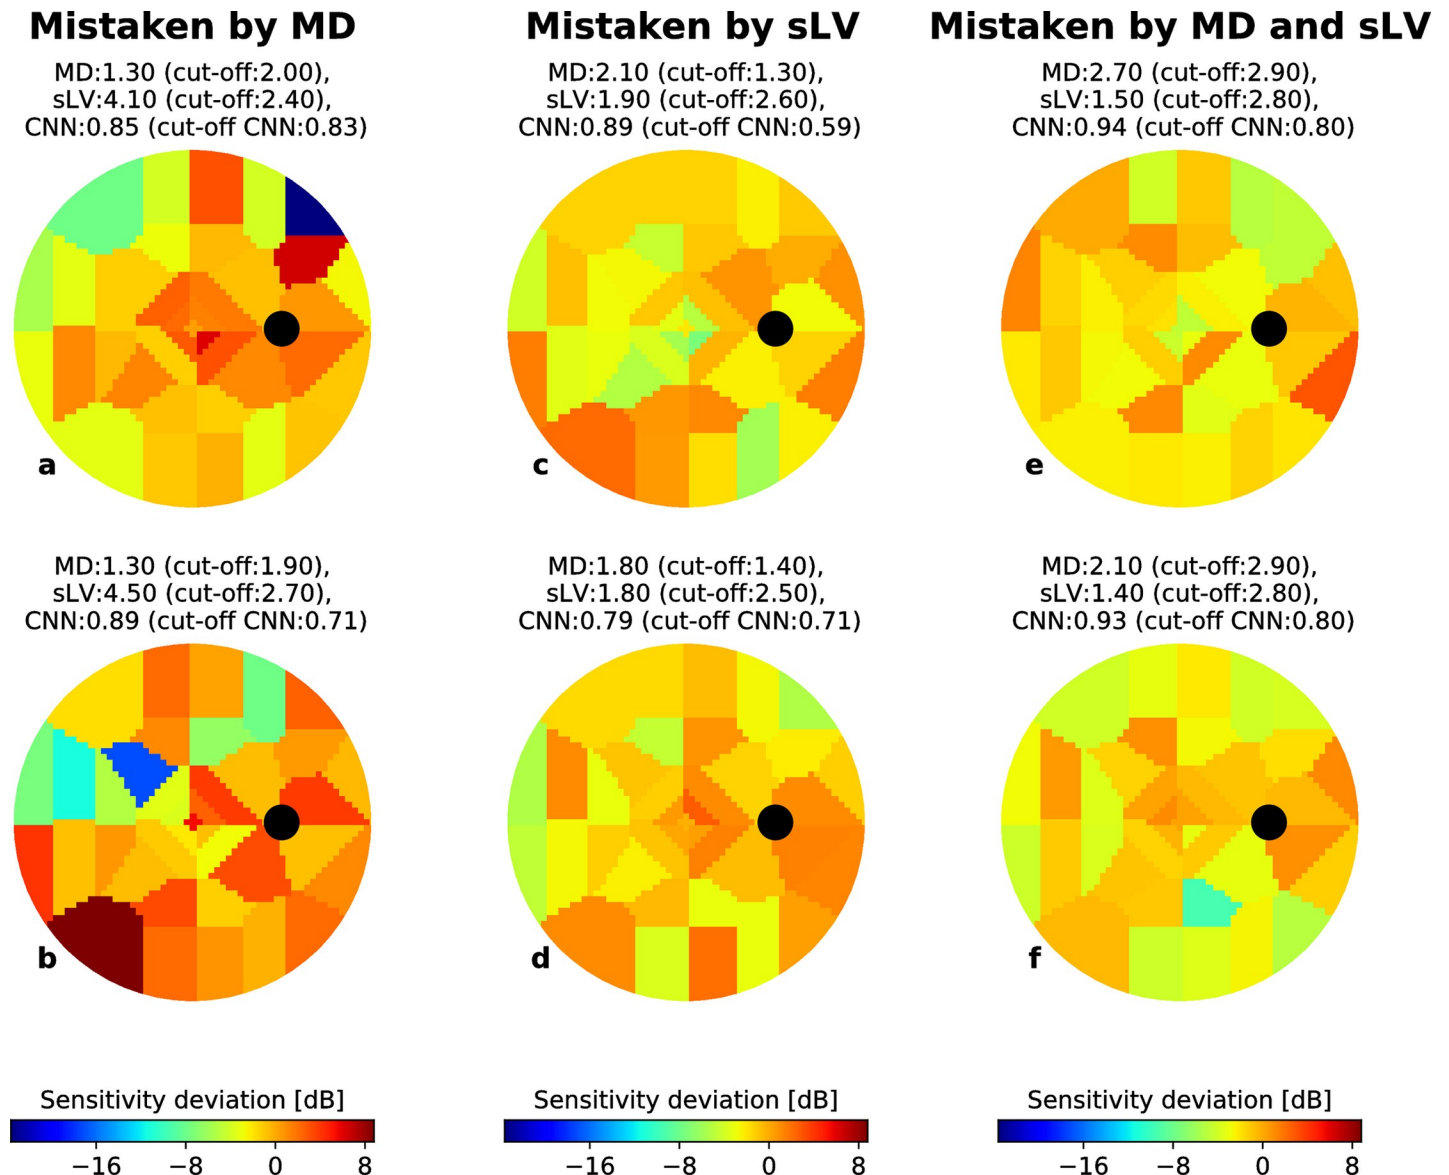 Mistaken by MD
Mistaken by sLV
Mistaken by MD and sLV
MD:1.30 (cut-off:2.00),
sLV:4.10 (cut-off:2.40),
CNN:0.85 (cut-off CNN:0.83)
MD:2.10 (cut-off:1.30),
sLV:1.90 (cut-off:2.60),
CNN:0.89 (cut-off CNN:0.59)
MD:2.70 (cut-off:2.90),
sLV:1.50 (cut-off:2.80),
CNN:0.94 (cut-off CNN:0.80)
a
c
e
MD:1.30 (cut-off:1.90),
sLV:4.50 (cut-off:2.70),
CNN:0.89 (cut-off CNN:0.71)
MD:1.80 (cut-off:1.40),
sLV:1.80 (cut-off:2.50),
CNN:0.79 (cut-off CNN:0.71)
MD:2.10 (cut-off:2.90),
sLV:1.40 (cut-off:2.80),
CNN:0.93 (cut-off CNN:0.80)
b
d
f
Sensitivity deviation [dB]
−16 −8 0 8
Sensitivity deviation [dB]
−16 −8 0 8
Sensitivity deviation [dB]
−16 −8 0 8